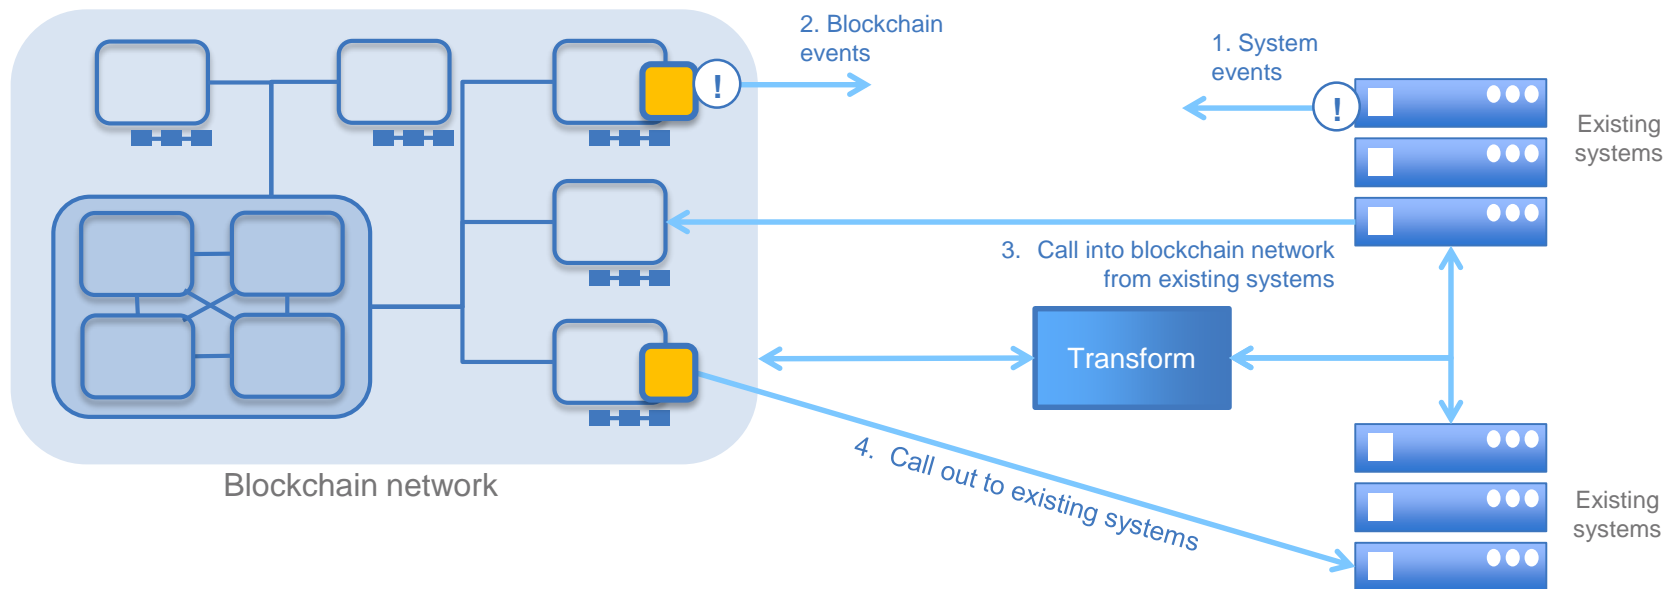 2. Blockchain
events
!
1. System
events
!
Existing
systems
3. Call into blockchain network
from existing systems
Transform
4. Call out to existing systems
Blockchain network
Existing
systems